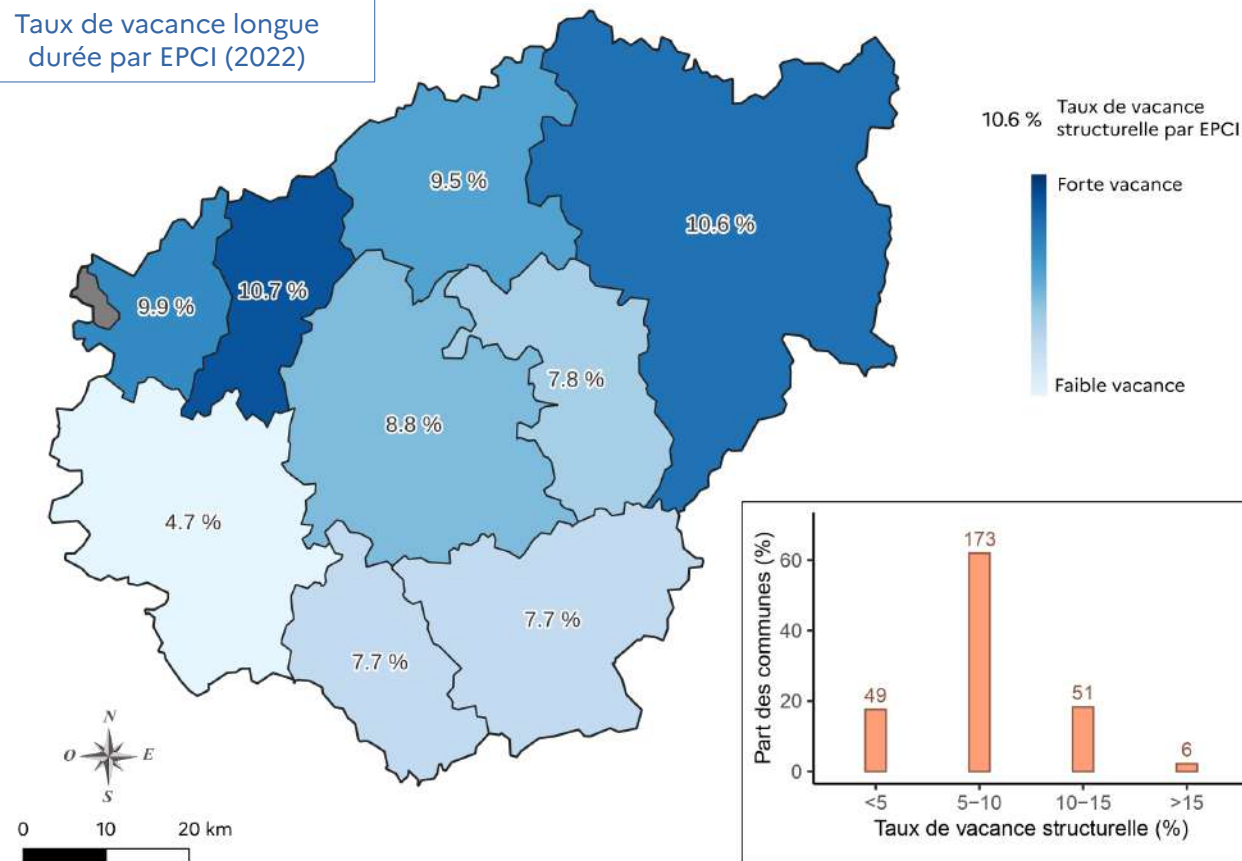 Taux de vacance longue
durée par EPCI (2022)
10.6 %
Taux de vacance
structurelle par EPCI
Forte vacance
Faible vacance
9.5 %
10.6 %
9.9 %
10.7 %
7.8 %
8.8 %
4.7 %
7.7 %
7.7 %
N
O
E
S
0 10 20 km
Part des communes (%)
60
40
20
0
49
173
51
6
<5
5−10
10−15
>15
Taux de vacance structurelle (%)